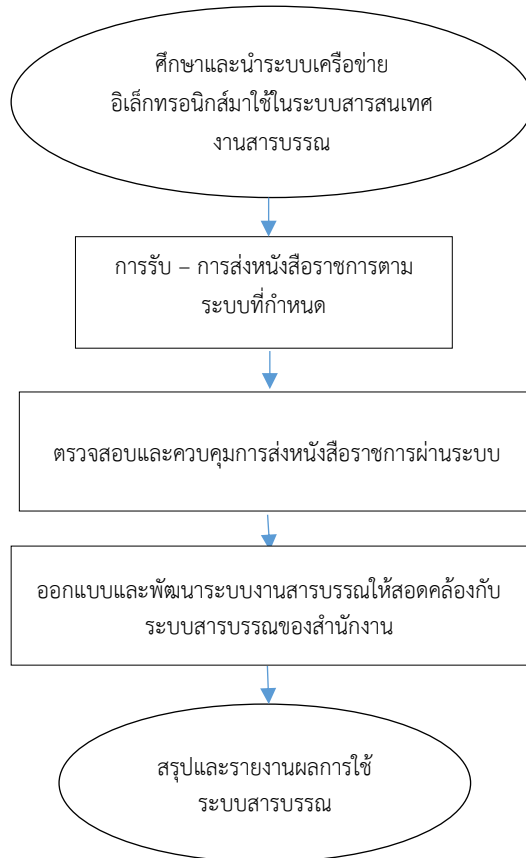 ศึกษาและนำระบบเครือข่าย
อิเล็กทรอนิกส์มาใช้ในระบบสารสนเทศ
งานสารบรรณ
การรับ – การส่งหนังสือราชการตาม
ระบบที่กำหนด
ตรวจสอบและควบคุมการส่งหนังสือราชการผ่านระบบ
ออกแบบและพัฒนาระบบงานสารบรรณให้สอดคล้องกับ
ระบบสารบรรณของสำนักงาน
สรุปและรายงานผลการใช้
ระบบสารบรรณ